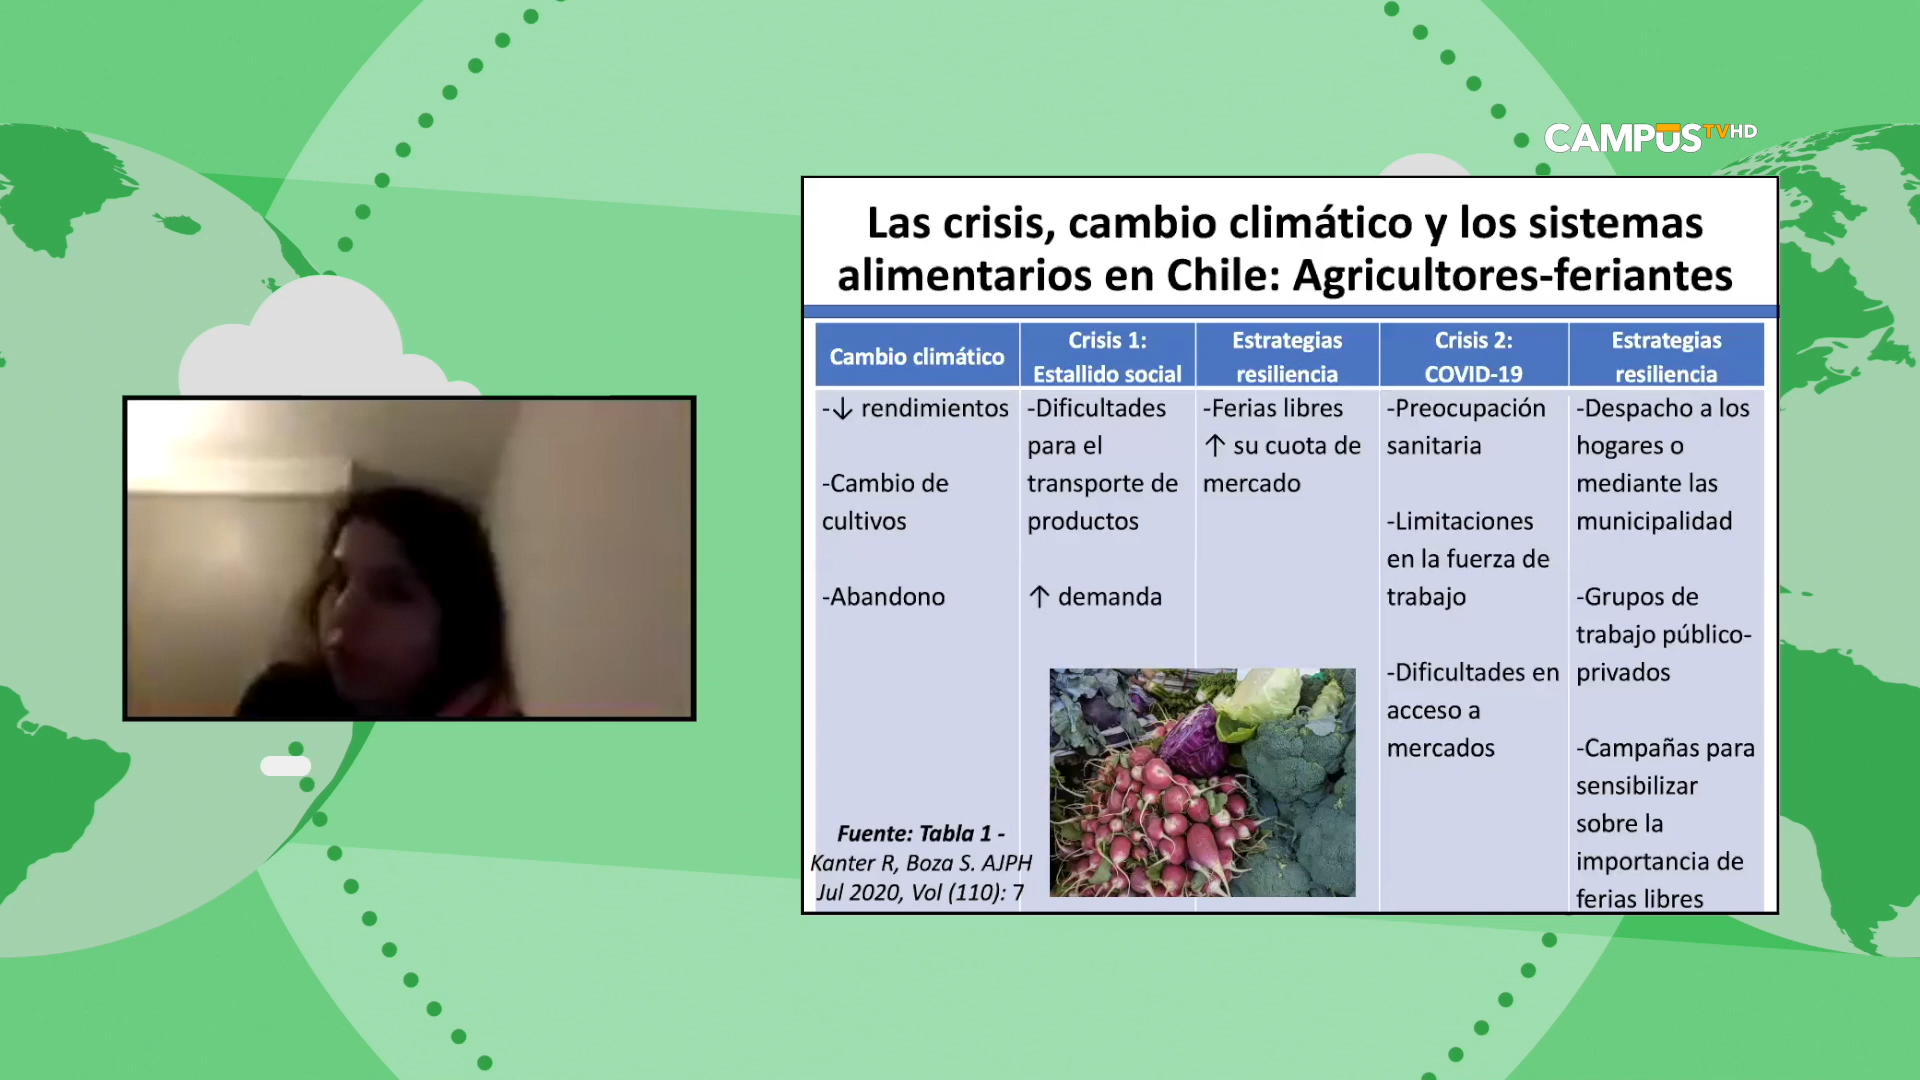 CAMPUSTVHD
Las crisis, cambio climático y los sistemas
alimentarios en Chile: Agricultores-feriantes
Cambio climático
Crisis 1:
Estallido social
Estrategias
resiliencia
Crisis 2:
COVID-19
Estrategias
resiliencia
-↓ rendimientos
-Cambio de
cultivos
-Abandono
-Dificultades
para el
transporte de
productos
↑ demanda
-Ferias libres
↑ su cuota de
mercado
-Preocupación
sanitaria
-Limitaciones
en la fuerza de
trabajo
-Dificultades en
acceso a
mercados
-Despacho a los
hogares o
mediante las
municipalidad
-Grupos de
trabajo público-
privados
-Campañas para
sensibilizar
sobre la
importancia de
ferias libres
Fuente: Tabla 1 -
Kanter R, Boza S. AJPH
Jul 2020, Vol (110): 7